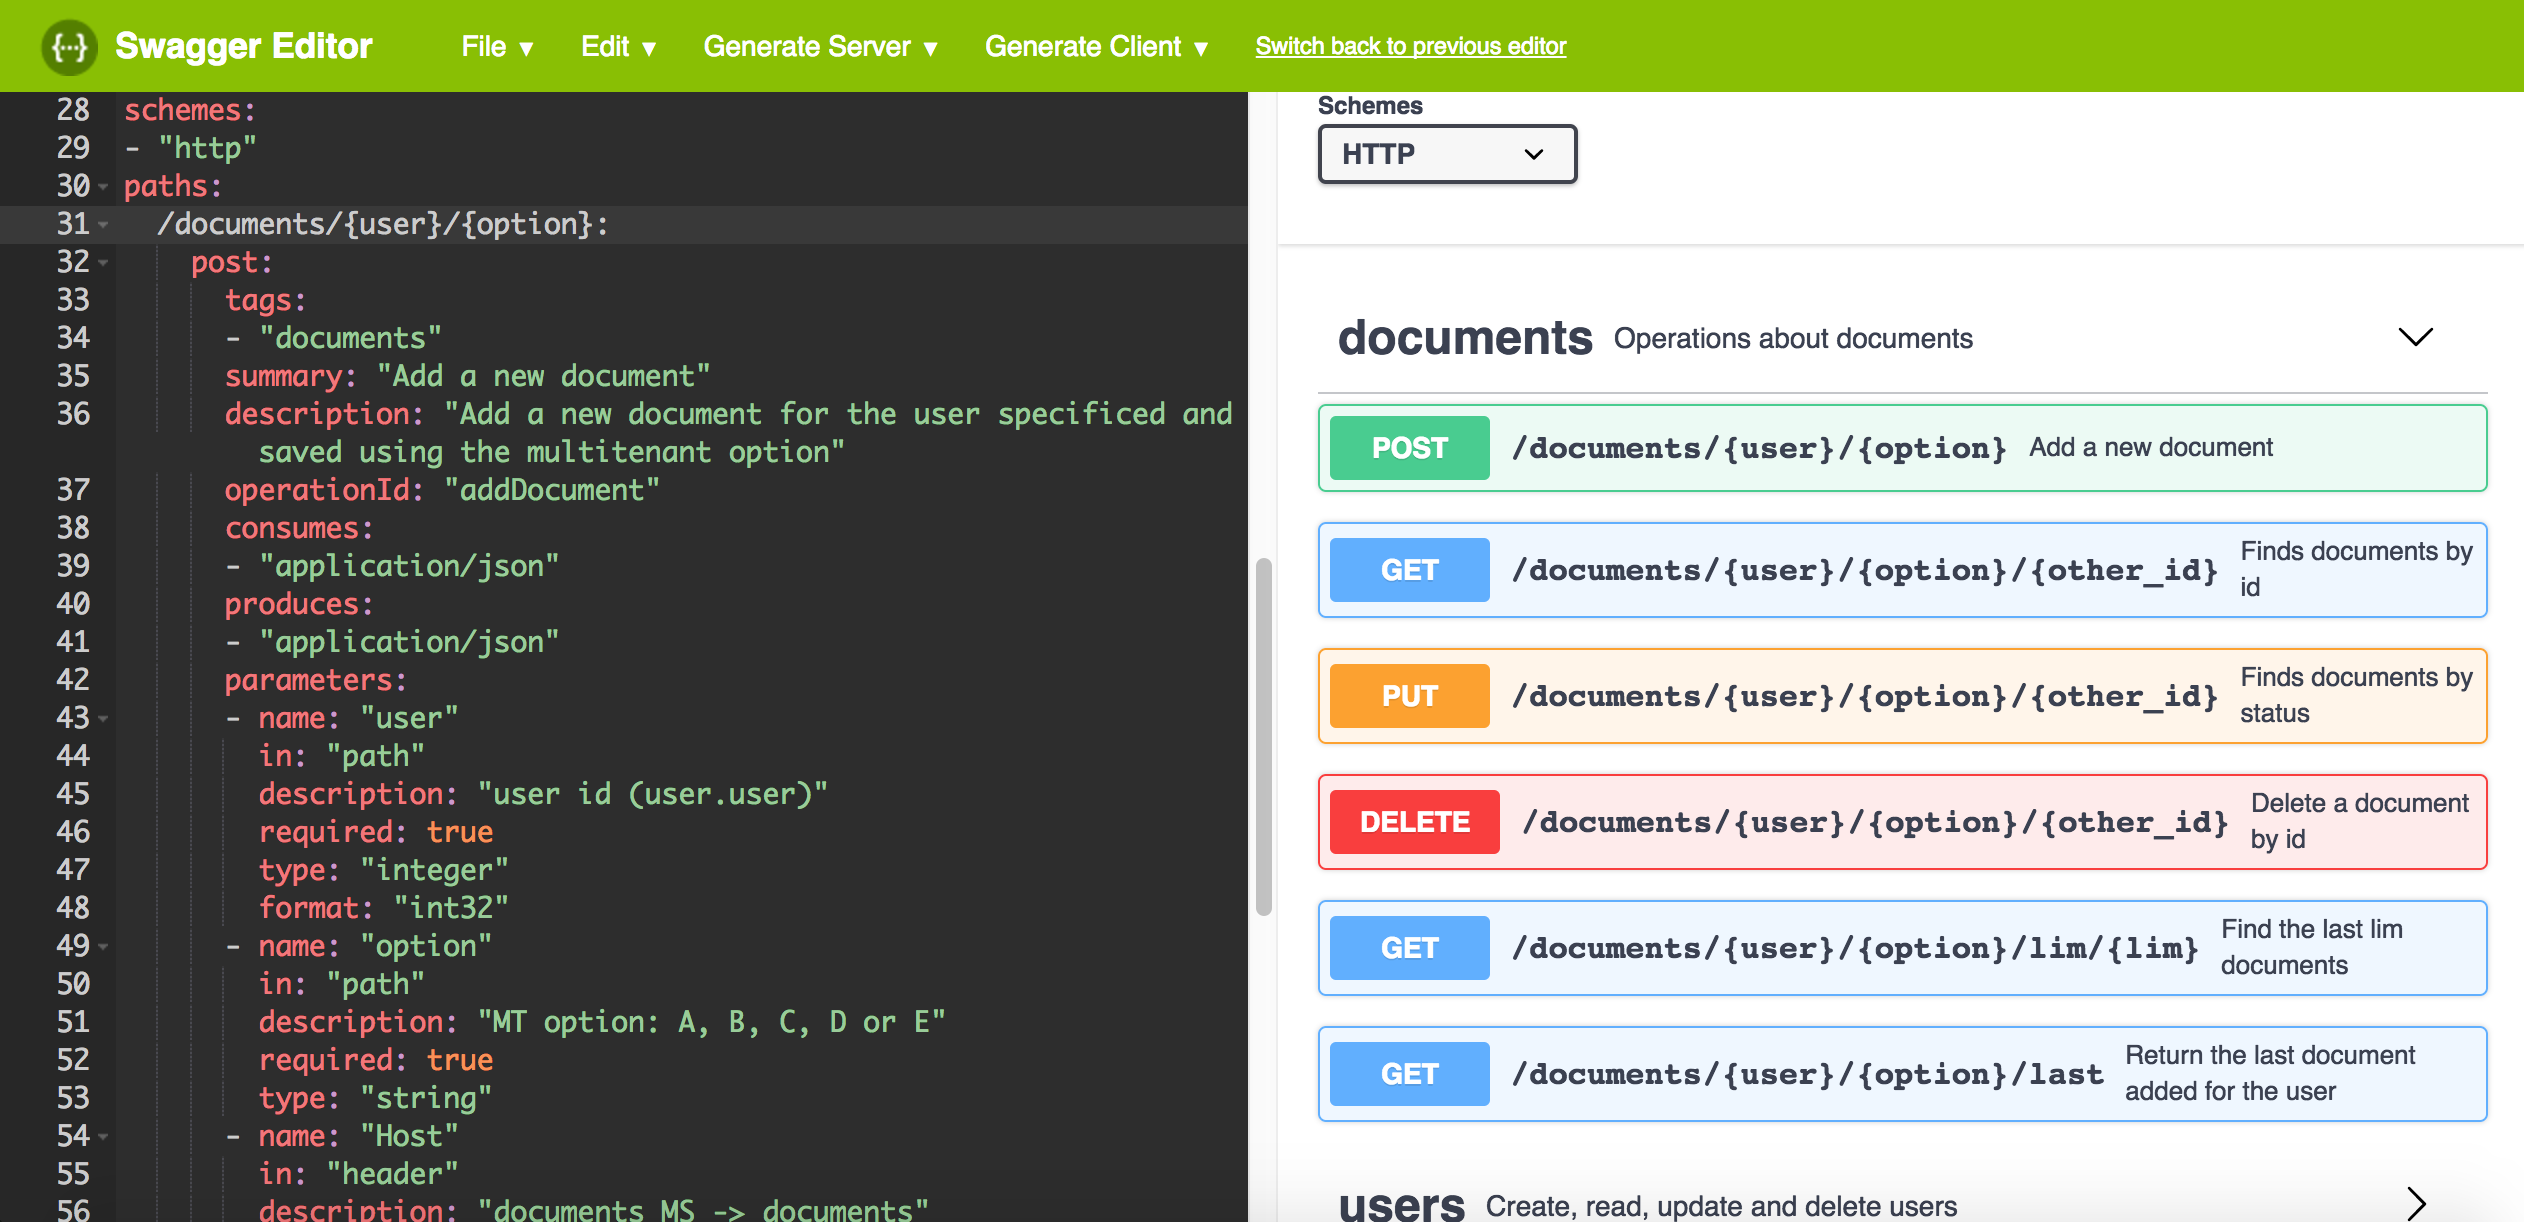 {···} Swagger Editor File ▼ Edit ▼ Generate Server ▼ Generate Client ▼ Switch back to previous editor
28 schemes:
29 - "http"
30 paths:
31 /documents/{user}/{option}:
32 post:
33 tags:
34 - "documents"
35 summary: "Add a new document"
36 description: "Add a new document for the user specificed and
saved using the multitenant option"
37 operationId: "addDocument"
38 consumes:
39 - "application/json"
40 produces:
41 - "application/json"
42 parameters:
43 - name: "user"
44 in: "path"
45 description: "user id (user.user)"
46 required: true
47 type: "integer"
48 format: "int32"
49 - name: "option"
50 in: "path"
51 description: "MT option: A, B, C, D or E"
52 required: true
53 type: "string"
54 - name: "Host"
55 in: "header"
56 description: "documents MS -> documents"
Schemes
HTTP
documents Operations about documents
POST /documents/{user}/{option} Add a new document
GET /documents/{user}/{option}/{other_id} Finds documents by
id
PUT /documents/{user}/{option}/{other_id} Finds documents by
status
DELETE /documents/{user}/{option}/{other_id} Delete a document
by id
GET /documents/{user}/{option}/lim/{lim} Find the last lim
documents
GET /documents/{user}/{option}/last Return the last document
added for the user
users Create, read, update and delete users